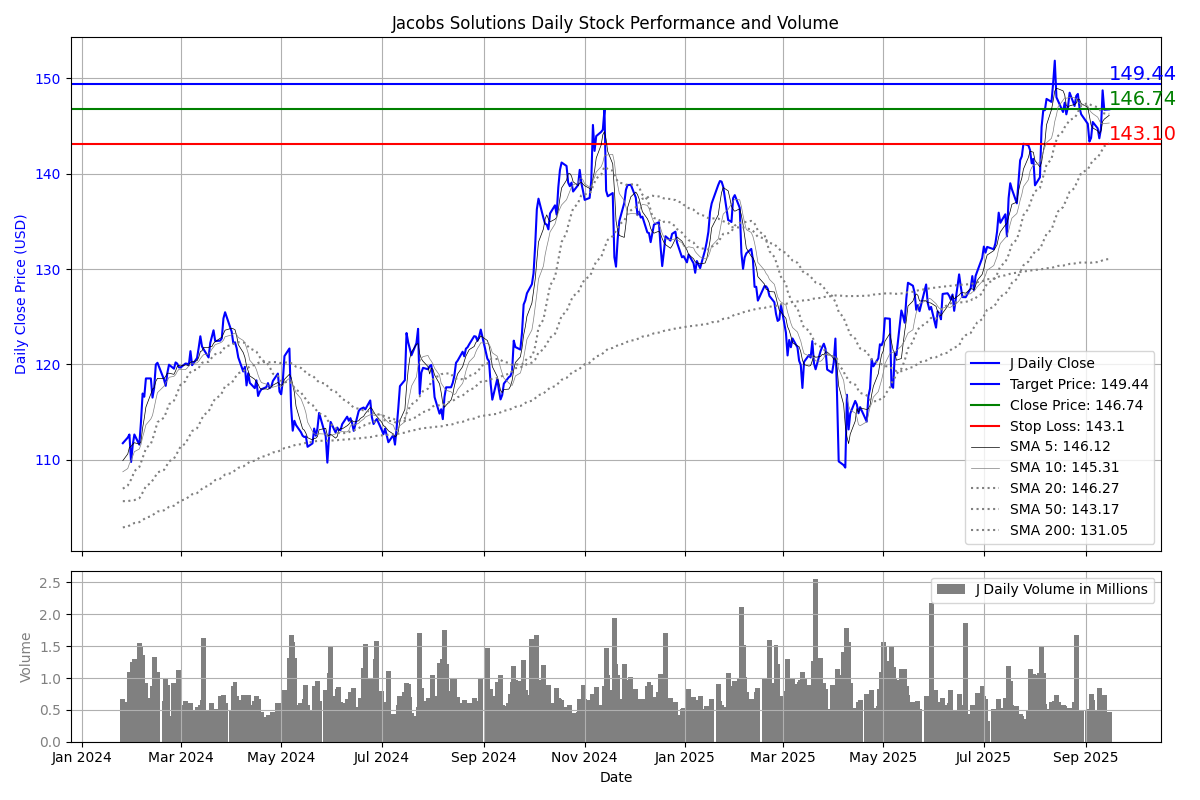 Jacobs Solutions Daily Stock Performance and Volume
Daily Close Price (USD)
150
140
130
120
110
149.44
146.74
143.10
J Daily Close
Target Price: 149.44
Close Price: 146.74
Stop Loss: 143.1
SMA 5: 146.12
SMA 10: 145.31
SMA 20: 146.27
SMA 50: 143.17
SMA 200: 131.05
Volume
2.5
2.0
1.5
1.0
0.5
0.0
J Daily Volume in Millions
Jan 2024 Mar 2024 May 2024 Jul 2024 Sep 2024 Nov 2024 Jan 2025 Mar 2025 May 2025 Jul 2025 Sep 2025
Date